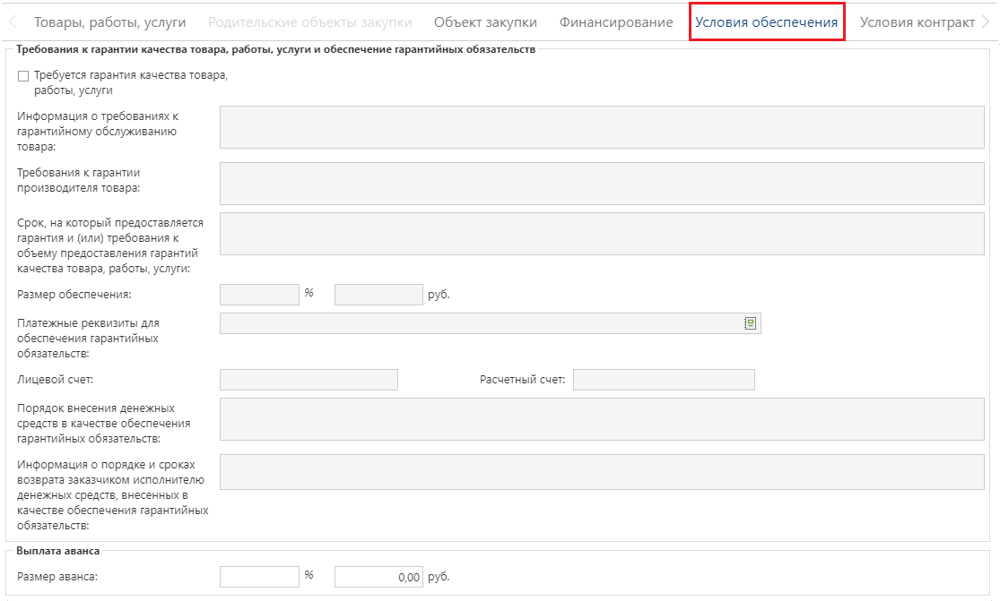 Товары, работы, услуги Родительские объекты закупки Объект закупки Финансирование Условия обеспечения Условия контракт
Требования к гарантии качества товара, работы, услуги и обеспечение гарантийных обязательств
Требуется гарантия качества товара,
работы, услуги
Информация о требованиях к
гарантийному обслуживанию
товара:
Требования к гарантии
производителя товара:
Срок, на который предоставляется
гарантия и (или) требования к
объему предоставления гарантий
качества товара, работы, услуги:
Размер обеспечения: % руб.
Платежные реквизиты для
обеспечения гарантийных
обязательств:
Лицевой счет: Расчетный счет:
Порядок внесения денежных
средств в качестве обеспечения
гарантийных обязательств:
Информация о порядке и сроках
возврата заказчиком исполнителю
денежных средств, внесенных в
качестве обеспечения гарантийных
обязательств:
Выплата аванса
Размер аванса: % 0,00 руб.